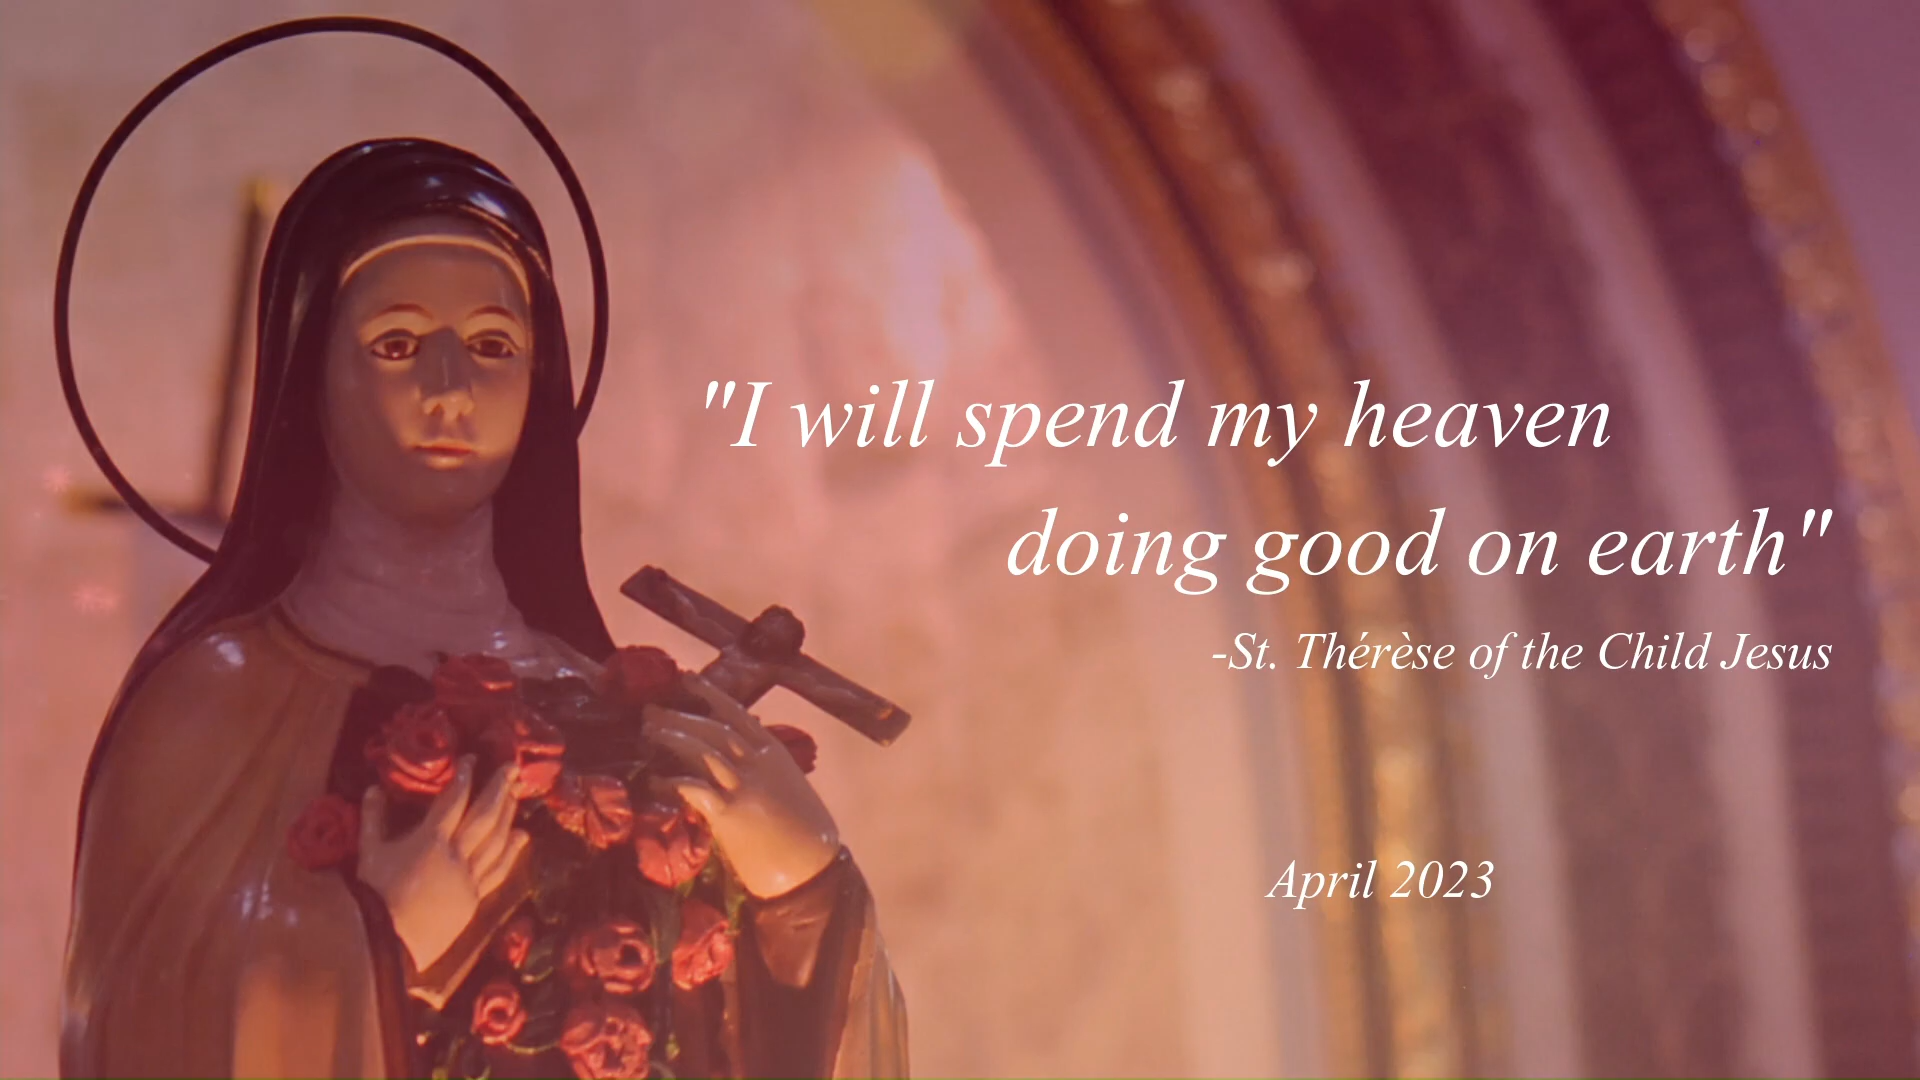 "I will spend my heaven
doing good on earth"
-St. Thérèse of the Child Jesus
April 2023